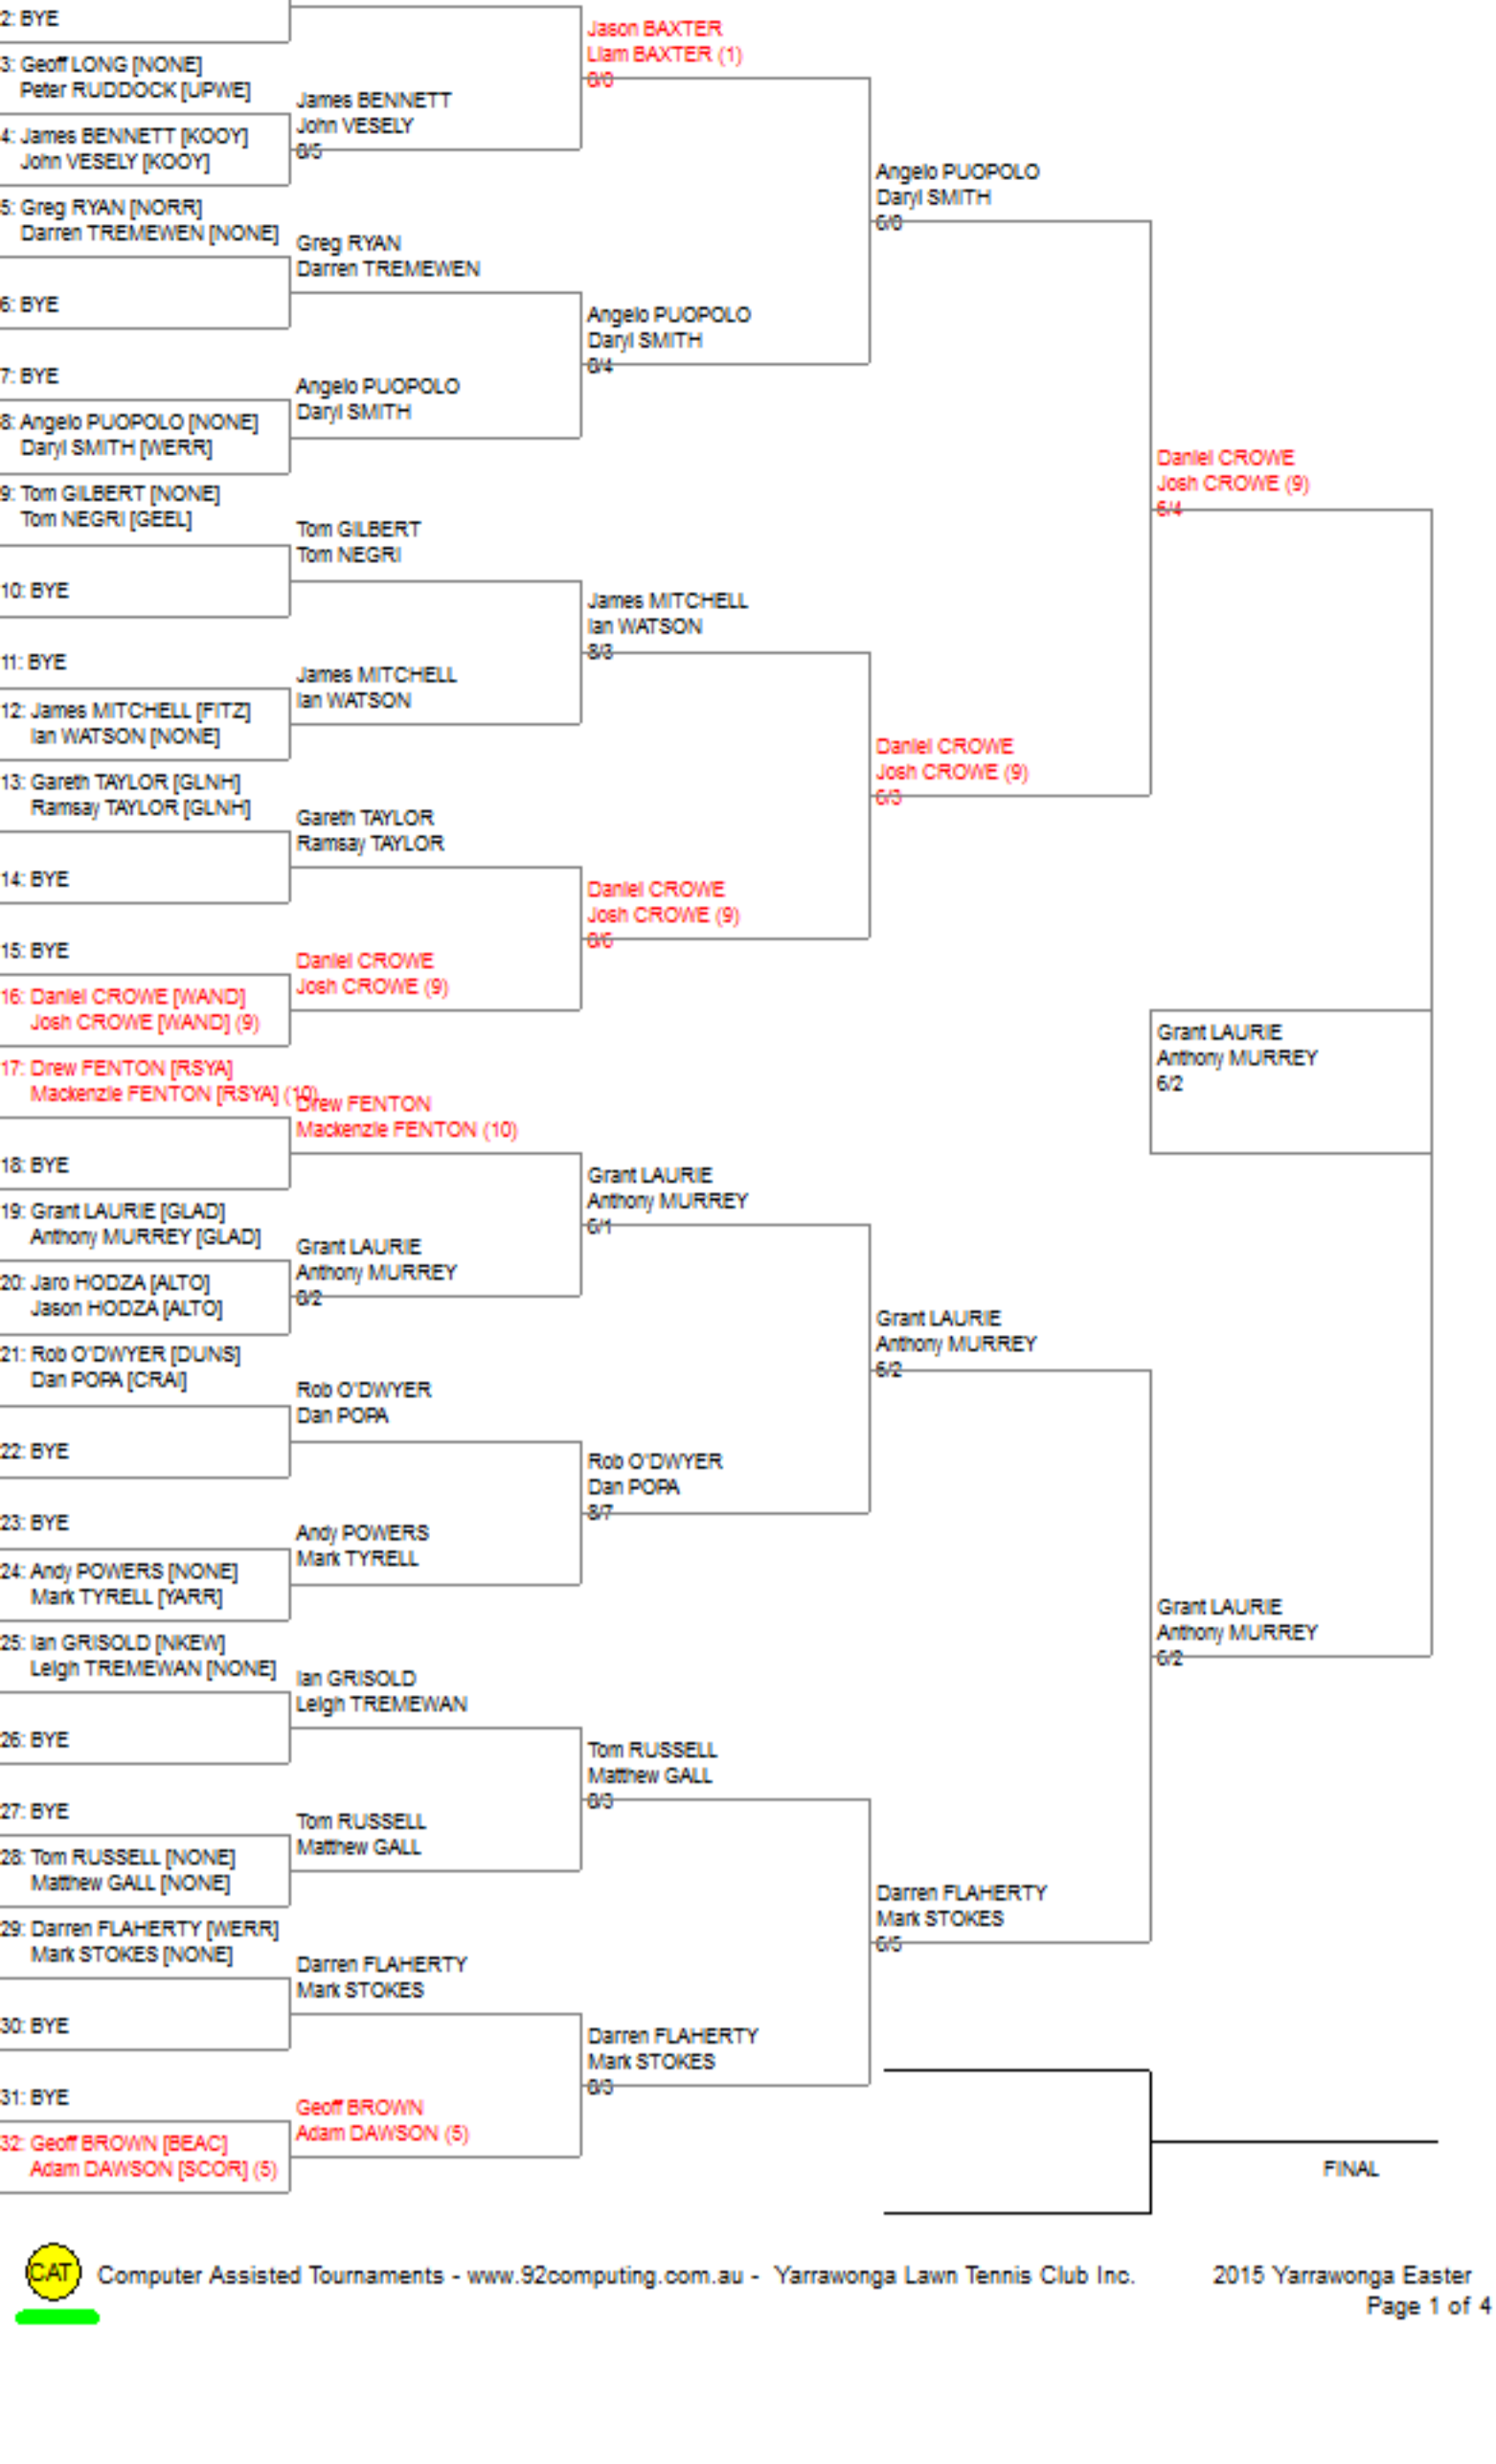 2: BYE
3: Geoff LONG [NONE]
Peter RUDDOCK [UPWE]
4: James BENNETT [KOOY]
John VESELY [KOOY]
5: Greg RYAN [NORR]
Darren TREMEWEN [NONE]
6: BYE
7: BYE
8: Angelo PUOPOLO [NONE]
Daryl SMITH [WERR]
9: Tom GILBERT [NONE]
Tom NEGRI [GEEL]
10: BYE
11: BYE
12: James MITCHELL [FITZ]
Ian WATSON [NONE]
13: Gareth TAYLOR [GLNH]
Ramsay TAYLOR [GLNH]
14: BYE
15: BYE
16: Daniel CROWE [WAND]
Josh CROWE [WAND] (9)
17: Drew FENTON [RSYA]
Mackenzie FENTON [RSYA] (10)
18: BYE
19: Grant LAURIE [GLAD]
Anthony MURREY [GLAD]
20: Jaro HODZA [ALTO]
Jason HODZA [ALTO]
21: Rob O'DWYER [DUNS]
Dan POPA [CRAI]
22: BYE
23: BYE
24: Andy POWERS [NONE]
Mark TYRELL [YARR]
25: Ian GRISOLD [NKEW]
Leigh TREMEWAN [NONE]
26: BYE
27: BYE
28: Tom RUSSELL [NONE]
Matthew GALL [NONE]
29: Darren FLAHERTY [WERR]
Mark STOKES [NONE]
30: BYE
31: BYE
32: Geoff BROWN [BEAC]
Adam DAWSON [SCOR] (5)
James BENNETT
John VESELY
8/5
Greg RYAN
Darren TREMEWEN
Angelo PUOPOLO
Daryl SMITH
Tom GILBERT
Tom NEGRI
James MITCHELL
Ian WATSON
Gareth TAYLOR
Ramsay TAYLOR
Daniel CROWE
Josh CROWE (9)
Drew FENTON
Mackenzie FENTON (10)
Grant LAURIE
Anthony MURREY
8/2
Rob O'DWYER
Dan POPA
Andy POWERS
Mark TYRELL
Ian GRISOLD
Leigh TREMEWAN
Tom RUSSELL
Matthew GALL
Darren FLAHERTY
Mark STOKES
Geoff BROWN
Adam DAWSON (5)
Jason BAXTER
Liam BAXTER (1)
Angelo PUOPOLO
Daryl SMITH
8/4
James MITCHELL
Ian WATSON
8/3
Daniel CROWE
Josh CROWE (9)
8/6
Grant LAURIE
Anthony MURREY
6/1
Rob O'DWYER
Dan POPA
8/7
Tom RUSSELL
Matthew GALL
8/3
Darren FLAHERTY
Mark STOKES
8/3
Angelo PUOPOLO
Daryl SMITH
Daniel CROWE
Josh CROWE (9)
6/3
Grant LAURIE
Anthony MURREY
6/2
Darren FLAHERTY
Mark STOKES
6/5
Daniel CROWE
Josh CROWE (9)
6/4
Grant LAURIE
Anthony MURREY
6/2
Grant LAURIE
Anthony MURREY
6/2
FINAL
CAT
Computer Assisted Tournaments - www.92computing.com.au - Yarrawonga Lawn Tennis Club Inc.
2015 Yarrawonga Easter
Page 1 of 4